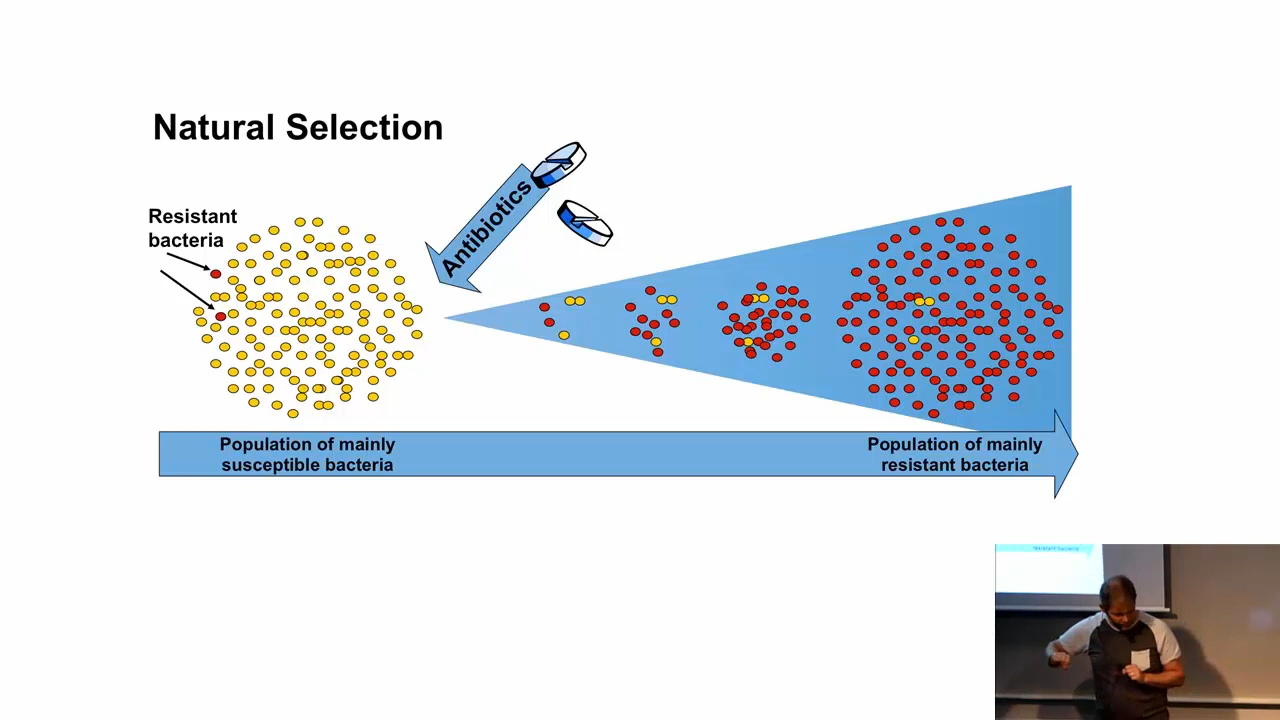 Natural Selection
Resistant
bacteria
Antibiotics
Population of mainly
susceptible bacteria
Population of mainly
resistant bacteria